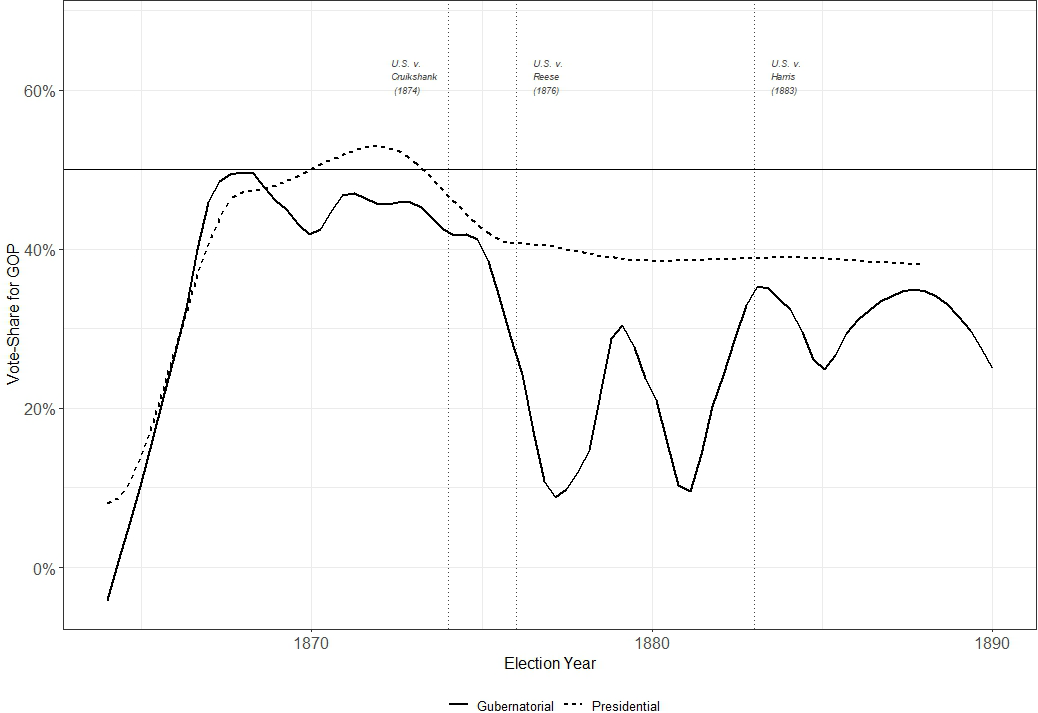 U.S. v.
Cruikshank
(1874)
U.S. v.
Reese
(1876)
U.S. v.
Harris
(1883)
60%
40%
20%
0%
Vote-Share for GOP
1870
1880
1890
Election Year
Gubernatorial
Presidential